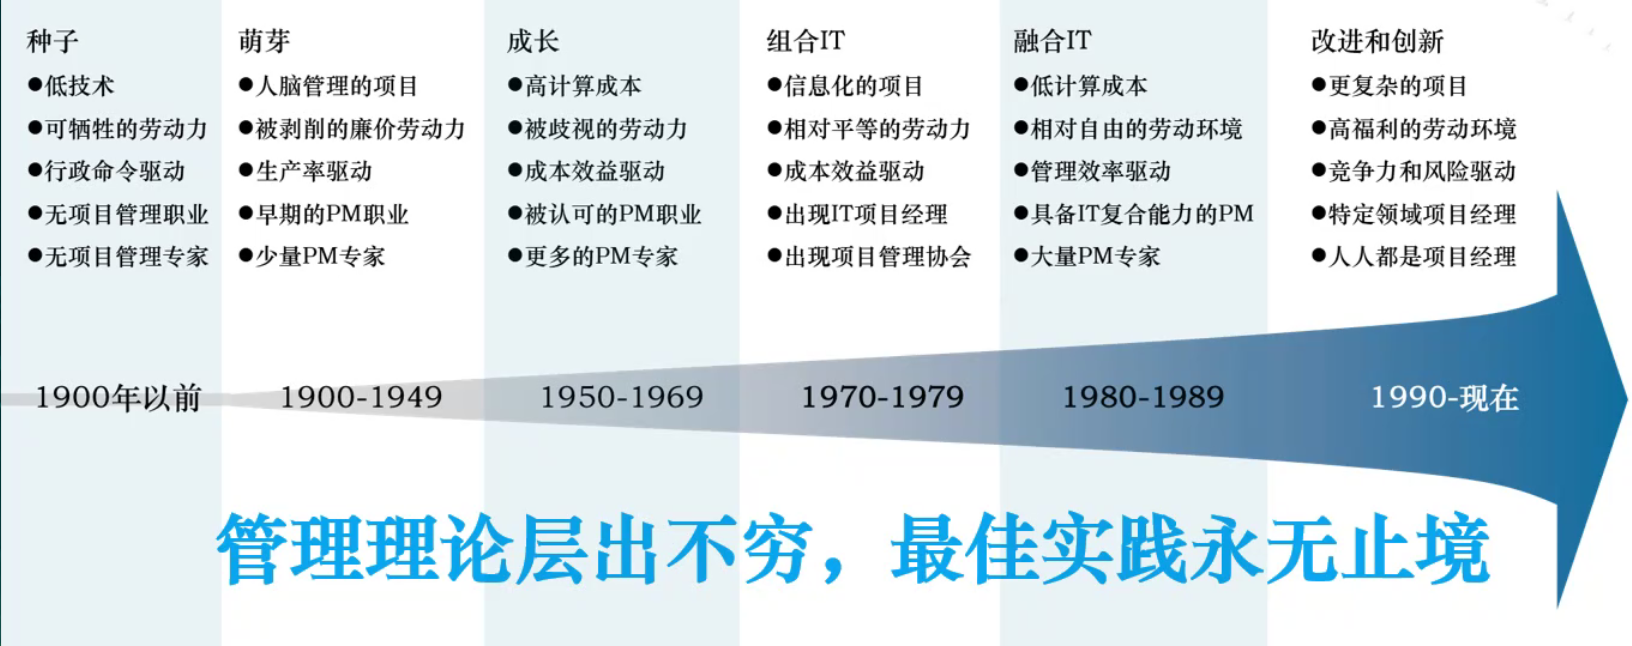 种子
●低技术
●可牺牲的劳动力
●行政命令驱动
●无项目管理职业
●无项目管理专家
萌芽
●人脑管理的项目
●被剥削的廉价劳动力
●生产率驱动
●早期的PM职业
●少量PM专家
成长
●高计算成本
●被歧视的劳动力
●成本效益驱动
●被认可的PM职业
●更多的PM专家
组合IT
●信息化的项目
●相对平等的劳动力
●成本效益驱动
●出现IT项目经理
●出现项目管理协会
融合IT
●低计算成本
●相对自由的劳动环境
●管理效率驱动
●具备IT复合能力的PM
●大量PM专家
改进和创新
●更复杂的项目
●高福利的劳动环境
●竞争力和风险驱动
●特定领域项目经理
●人人都是项目经理
1900年以前
1900-1949
1950-1969
1970-1979
1980-1989
1990-现在
管理理论层出不穷，最佳实践永无止境